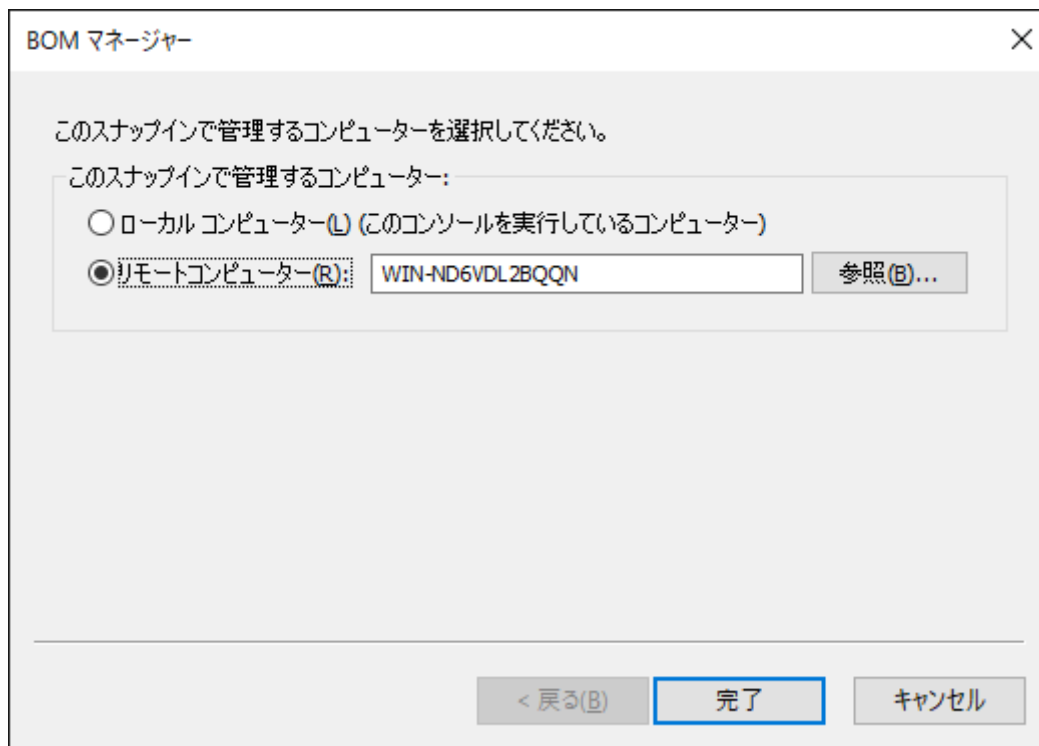 BOM マネージャー
このスナップインで管理するコンピューターを選択してください。
このスナップインで管理するコンピューター:
ローカル コンピューター(L) (このコンソールを実行しているコンピューター)
リモートコンピューター(R): WIN-ND6VDL2BQQN 参照(B)...
< 戻る(B) 完了 キャンセル